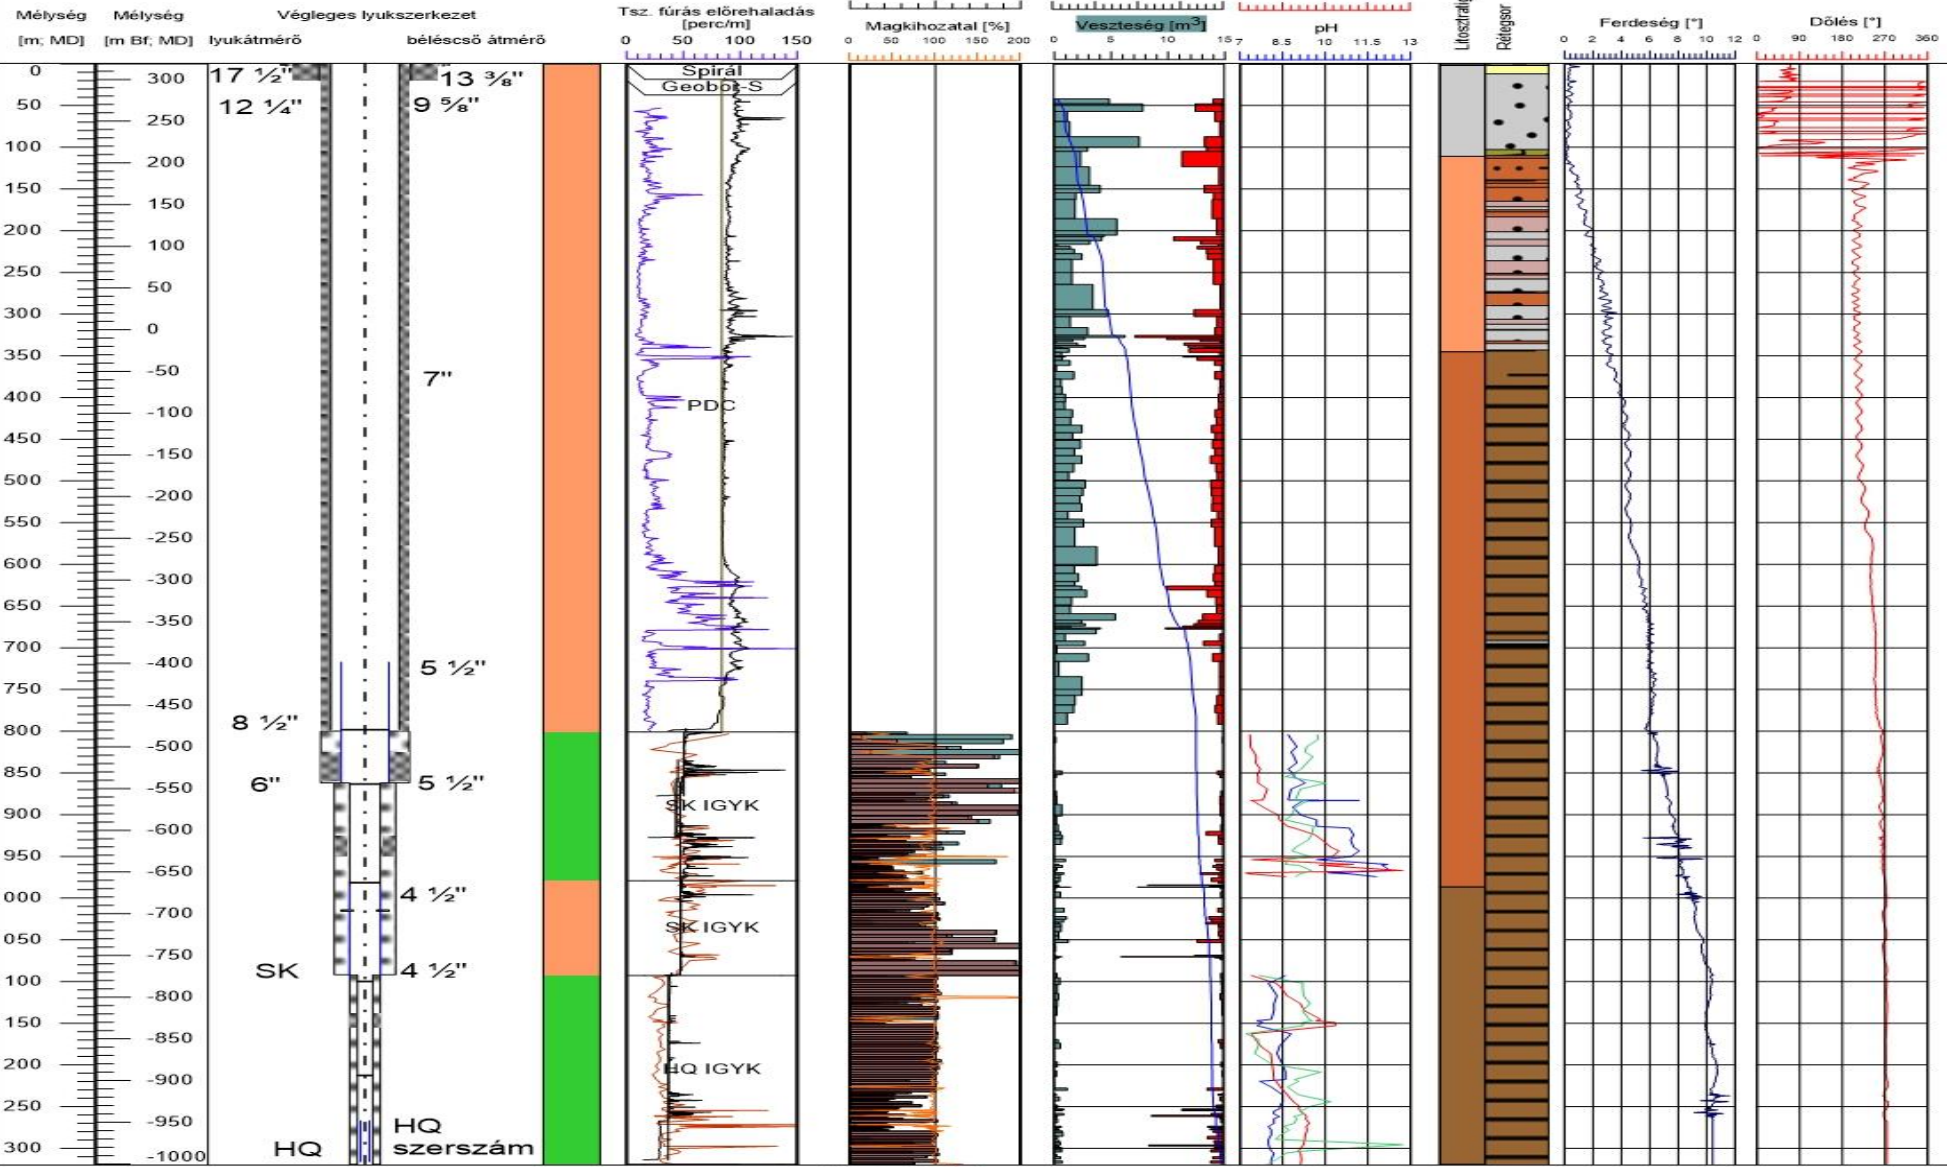 Mélység
[m; MD]
Mélység
[m Bf; MD]
Végleges lyukszerkezet
lyukátmérő
béléscső átmérő
Tsz. fúrás előrehaladás
[perc/m]
0 50 100 150
Magkihozatal [%]
0 50 100 150 200
Veszteség [m³]
0 5 10 15
pH
7 8.5 10 11.5 13
Litosztratig
Rétegsor
Ferdeség [°]
0 2 4 6 8 10 12
Dőlés [°]
0 90 180 270 360
0
50
100
150
200
250
300
350
400
450
500
550
600
650
700
750
800
850
900
950
000
050
100
150
200
250
300
300
250
200
150
100
50
0
-50
-100
-150
-200
-250
-300
-350
-400
-450
-500
-550
-600
-650
-700
-750
-800
-850
-900
-950
-1000
17 ½"
12 ¼"
8 ½"
6"
SK
HQ
13 ⅜"
9 ⅝"
7"
5 ½"
5 ½"
4 ½"
4 ½"
HQ
szerszám
Spirál
Geobor-S
PDC
SK IGYK
SK IGYK
HQ IGYK